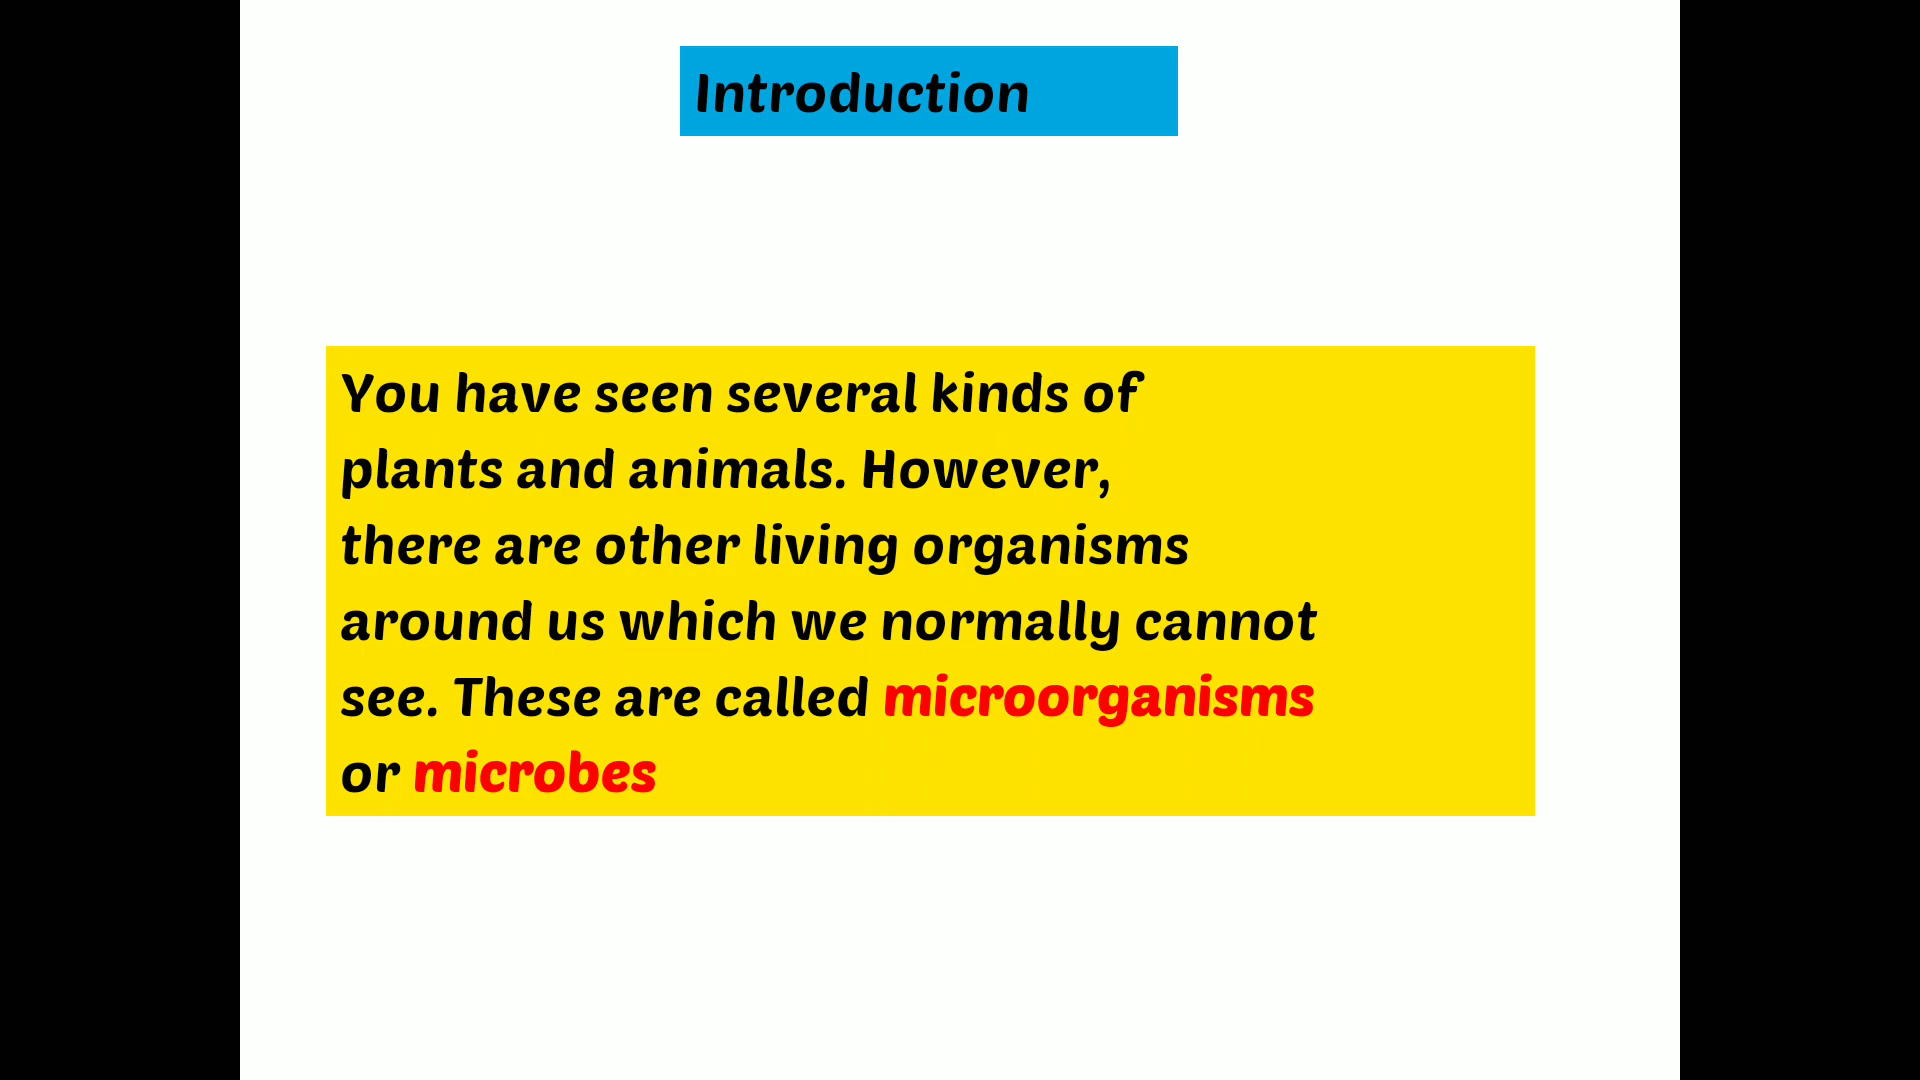 Introduction
You have seen several kinds of
plants and animals. However,
there are other living organisms
around us which we normally cannot
see. These are called microorganisms
or microbes